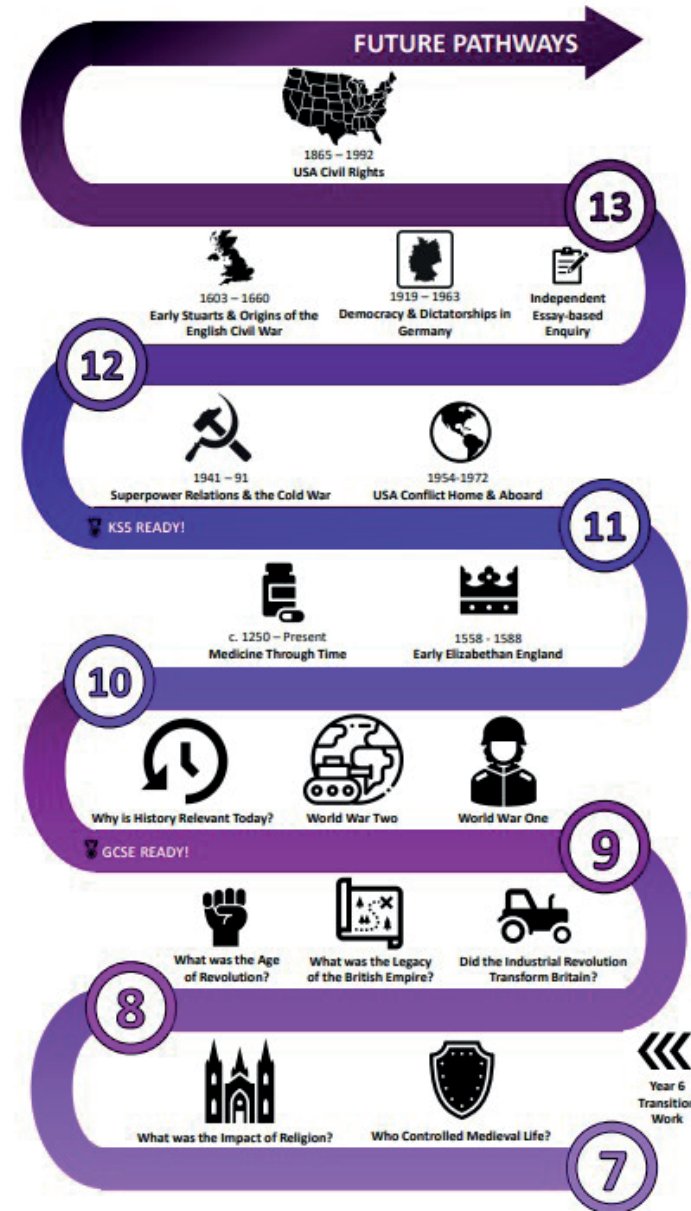 FUTURE PATHWAYS
1865 – 1992
USA Civil Rights
13
1603 – 1660
Early Stuarts & Origins of the
English Civil War
1919 – 1963
Democracy & Dictatorships in
Germany
Independent
Essay-based
Enquiry
12
1941 – 91
Superpower Relations & the Cold War
1954-1972
USA Conflict Home & Aboard
KS5 READY!
11
c. 1250 – Present
Medicine Through Time
1558 - 1588
Early Elizabethan England
10
Why is History Relevant Today?
World War Two
World War One
GCSE READY!
9
What was the Age
of Revolution?
What was the Legacy
of the British Empire?
Did the Industrial Revolution
Transform Britain?
8
Year 6
Transition
Work
What was the Impact of Religion?
Who Controlled Medieval Life?
7